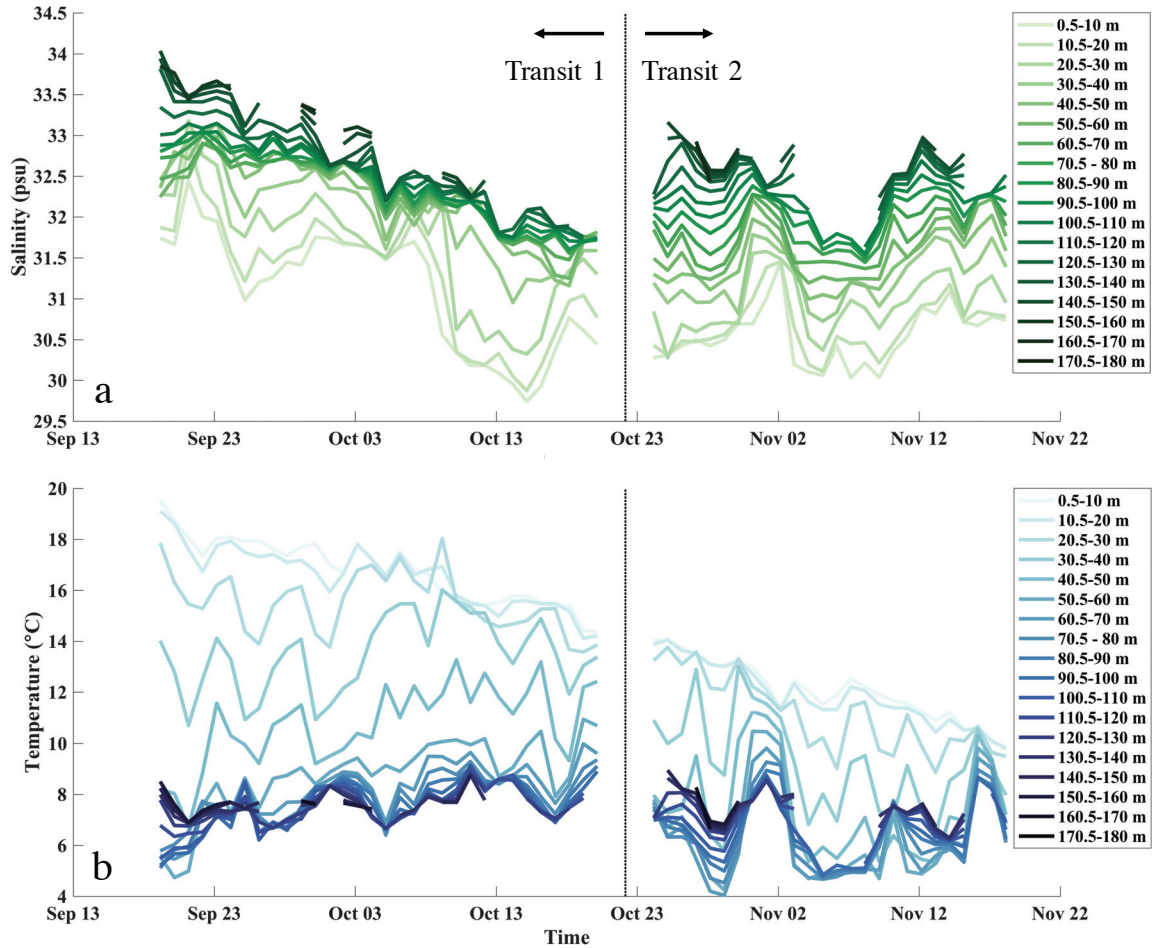 34.5
34
33.5
33
32.5
32
31.5
31
30.5
30
29.5
Salinity (psu)
Transit 1
Transit 2
a
0.5-10 m
10.5-20 m
20.5-30 m
30.5-40 m
40.5-50 m
50.5-60 m
60.5-70 m
70.5 - 80 m
80.5-90 m
90.5-100 m
100.5-110 m
110.5-120 m
120.5-130 m
130.5-140 m
140.5-150 m
150.5-160 m
160.5-170 m
170.5-180 m
Sep 13 Sep 23 Oct 03 Oct 13 Oct 23 Nov 02 Nov 12 Nov 22
20
18
16
14
12
10
8
6
4
Temperature (°C)
b
0.5-10 m
10.5-20 m
20.5-30 m
30.5-40 m
40.5-50 m
50.5-60 m
60.5-70 m
70.5 - 80 m
80.5-90 m
90.5-100 m
100.5-110 m
110.5-120 m
120.5-130 m
130.5-140 m
140.5-150 m
150.5-160 m
160.5-170 m
170.5-180 m
Sep 13 Sep 23 Oct 03 Oct 13 Oct 23 Nov 02 Nov 12 Nov 22
Time